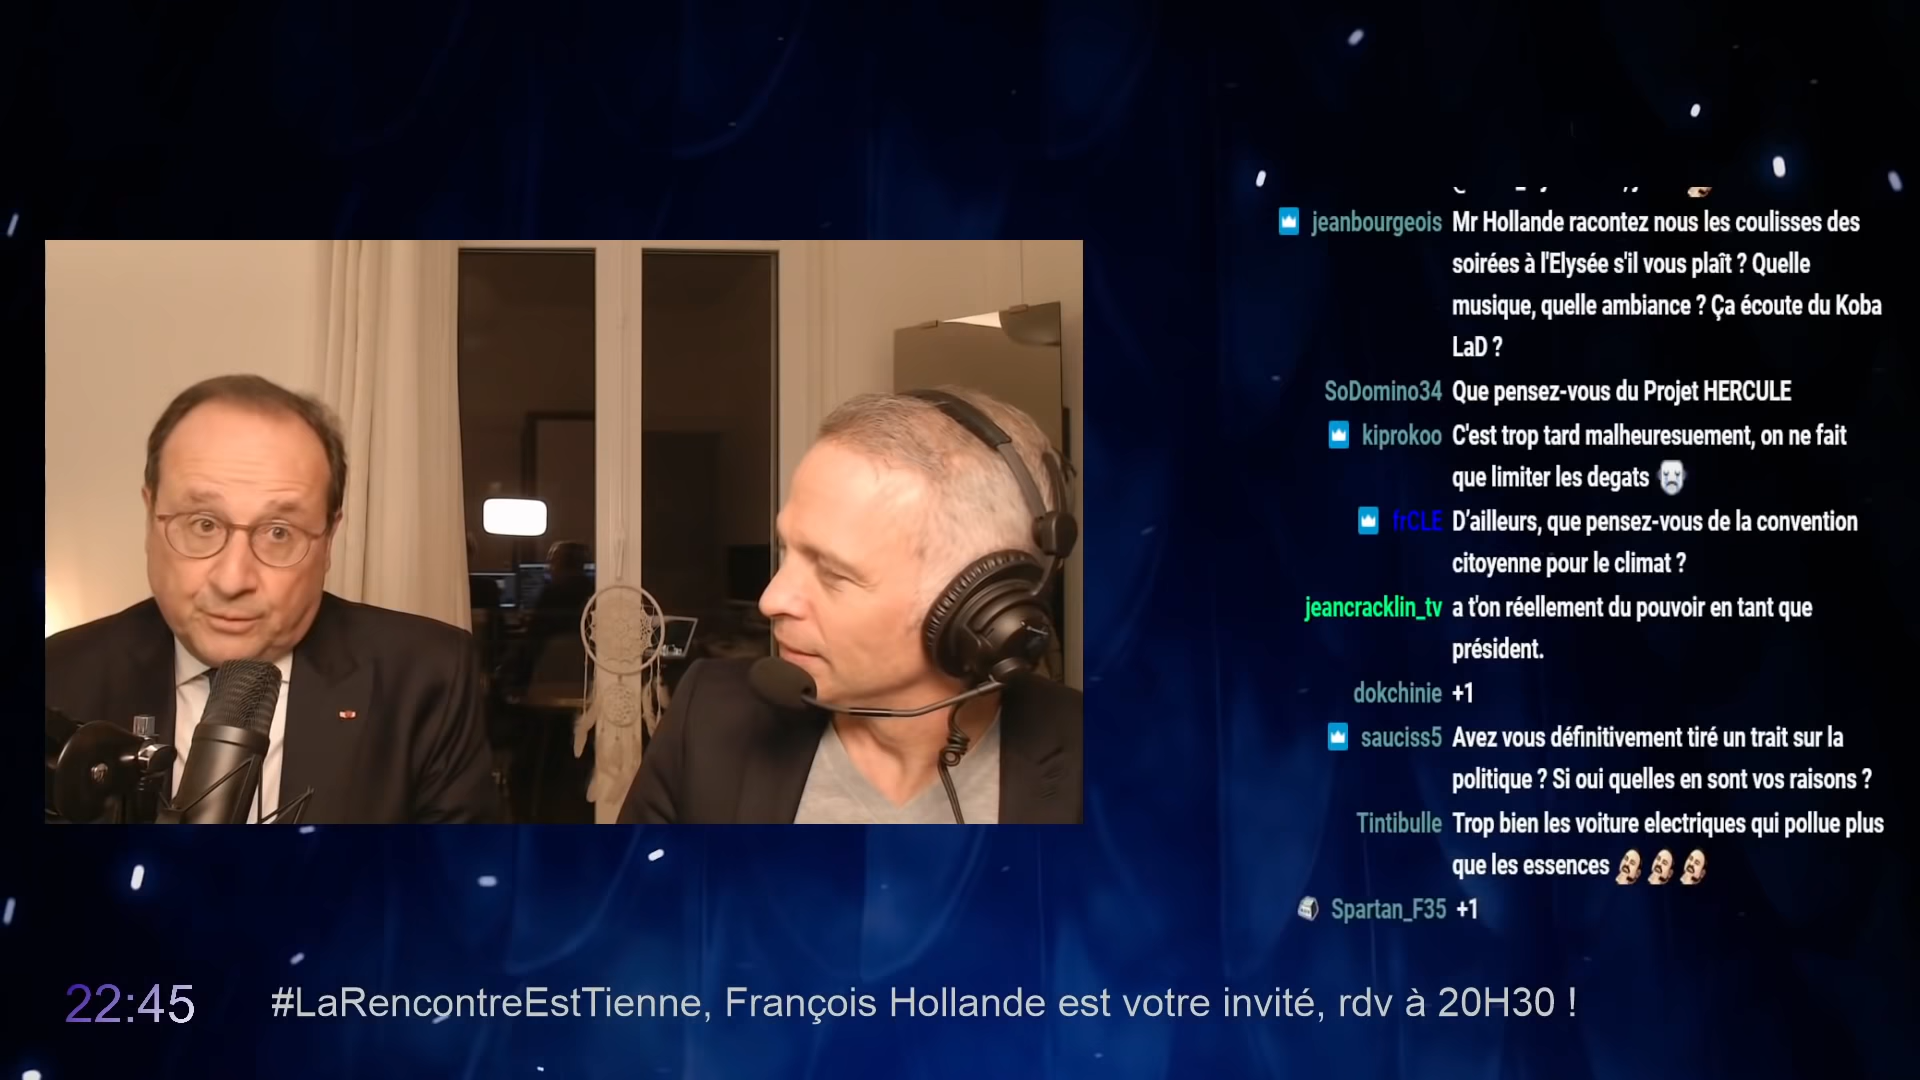 jeanbourgeois Mr Hollande racontez nous les coulisses des
soirées à l'Elysée s'il vous plaît ? Quelle
musique, quelle ambiance ? Ça écoute du Koba
LaD ?
SoDomino34 Que pensez-vous du Projet HERCULE
kiprokoo C'est trop tard malheuresuement, on ne fait
que limiter les degats
frCLE D'ailleurs, que pensez-vous de la convention
citoyenne pour le climat ?
jeancracklin_tv a t'on réellement du pouvoir en tant que
président.
dokchinie +1
sauciss5 Avez vous définitivement tiré un trait sur la
politique ? Si oui quelles en sont vos raisons ?
Tintibulle Trop bien les voiture electriques qui pollue plus
que les essences
Spartan_F35 +1
22:45 #LaRencontreEstTienne, François Hollande est votre invité, rdv à 20H30 !